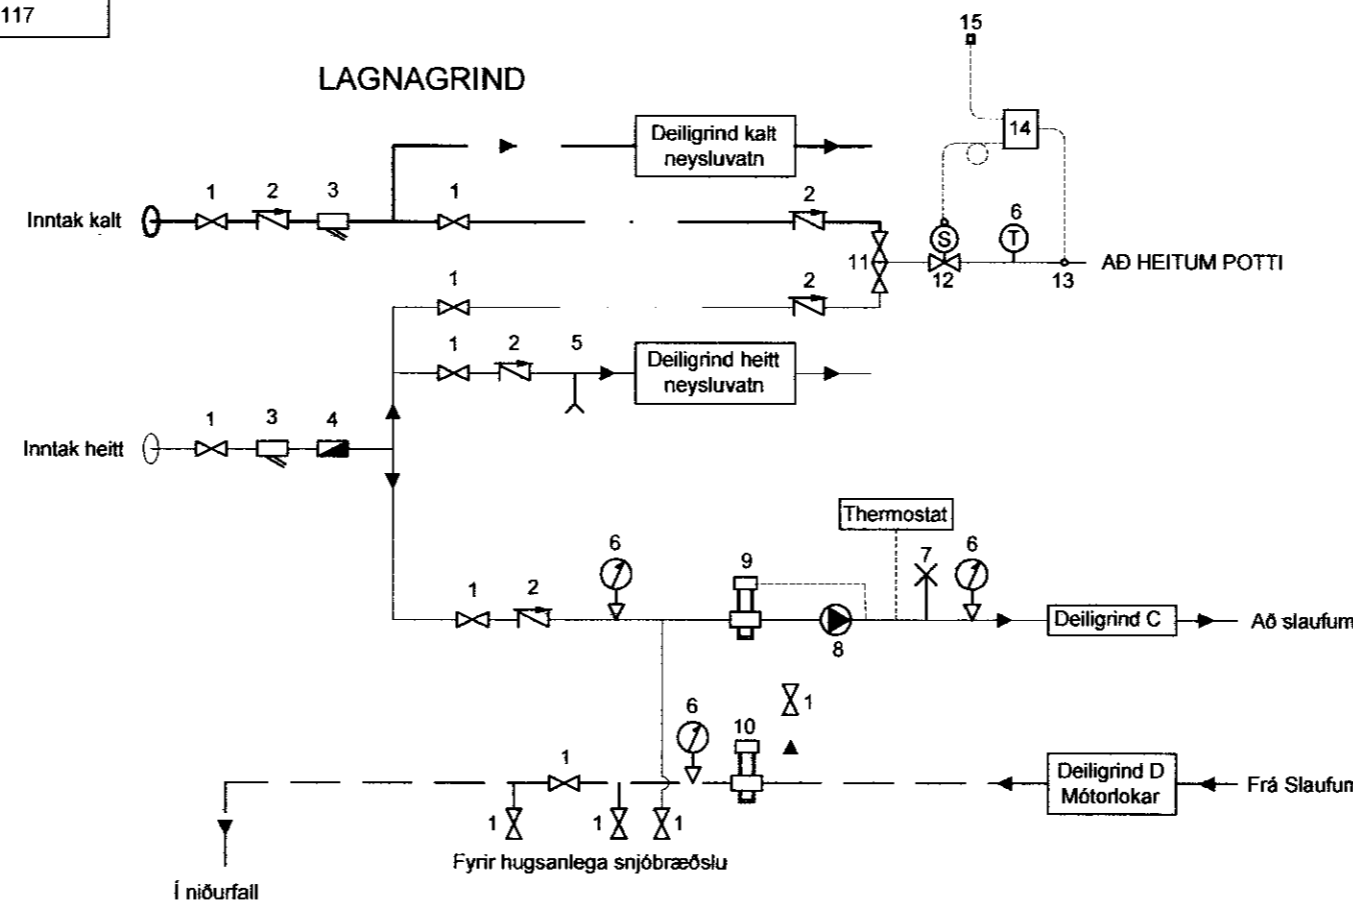 117
LAGNAGRIND
15
14
Deiligrind kalt
neysluvatn
1
2
3
1
2
6
Inntak kalt
S
T
11
12
13
AÐ HEITUM POTTI
1
2
1
2
5
Deiligrind heitt
neysluvatn
1
3
4
Inntak heitt
Thermostat
6
9
7
6
1
2
8
Deiligrind C
Að slaufum
1
6
10
1
Deiligrind D
Mótorlokar
Frá Slaufum
1
1
1
Fyrir hugsanlega snjóbræðslu
Í niðurfall